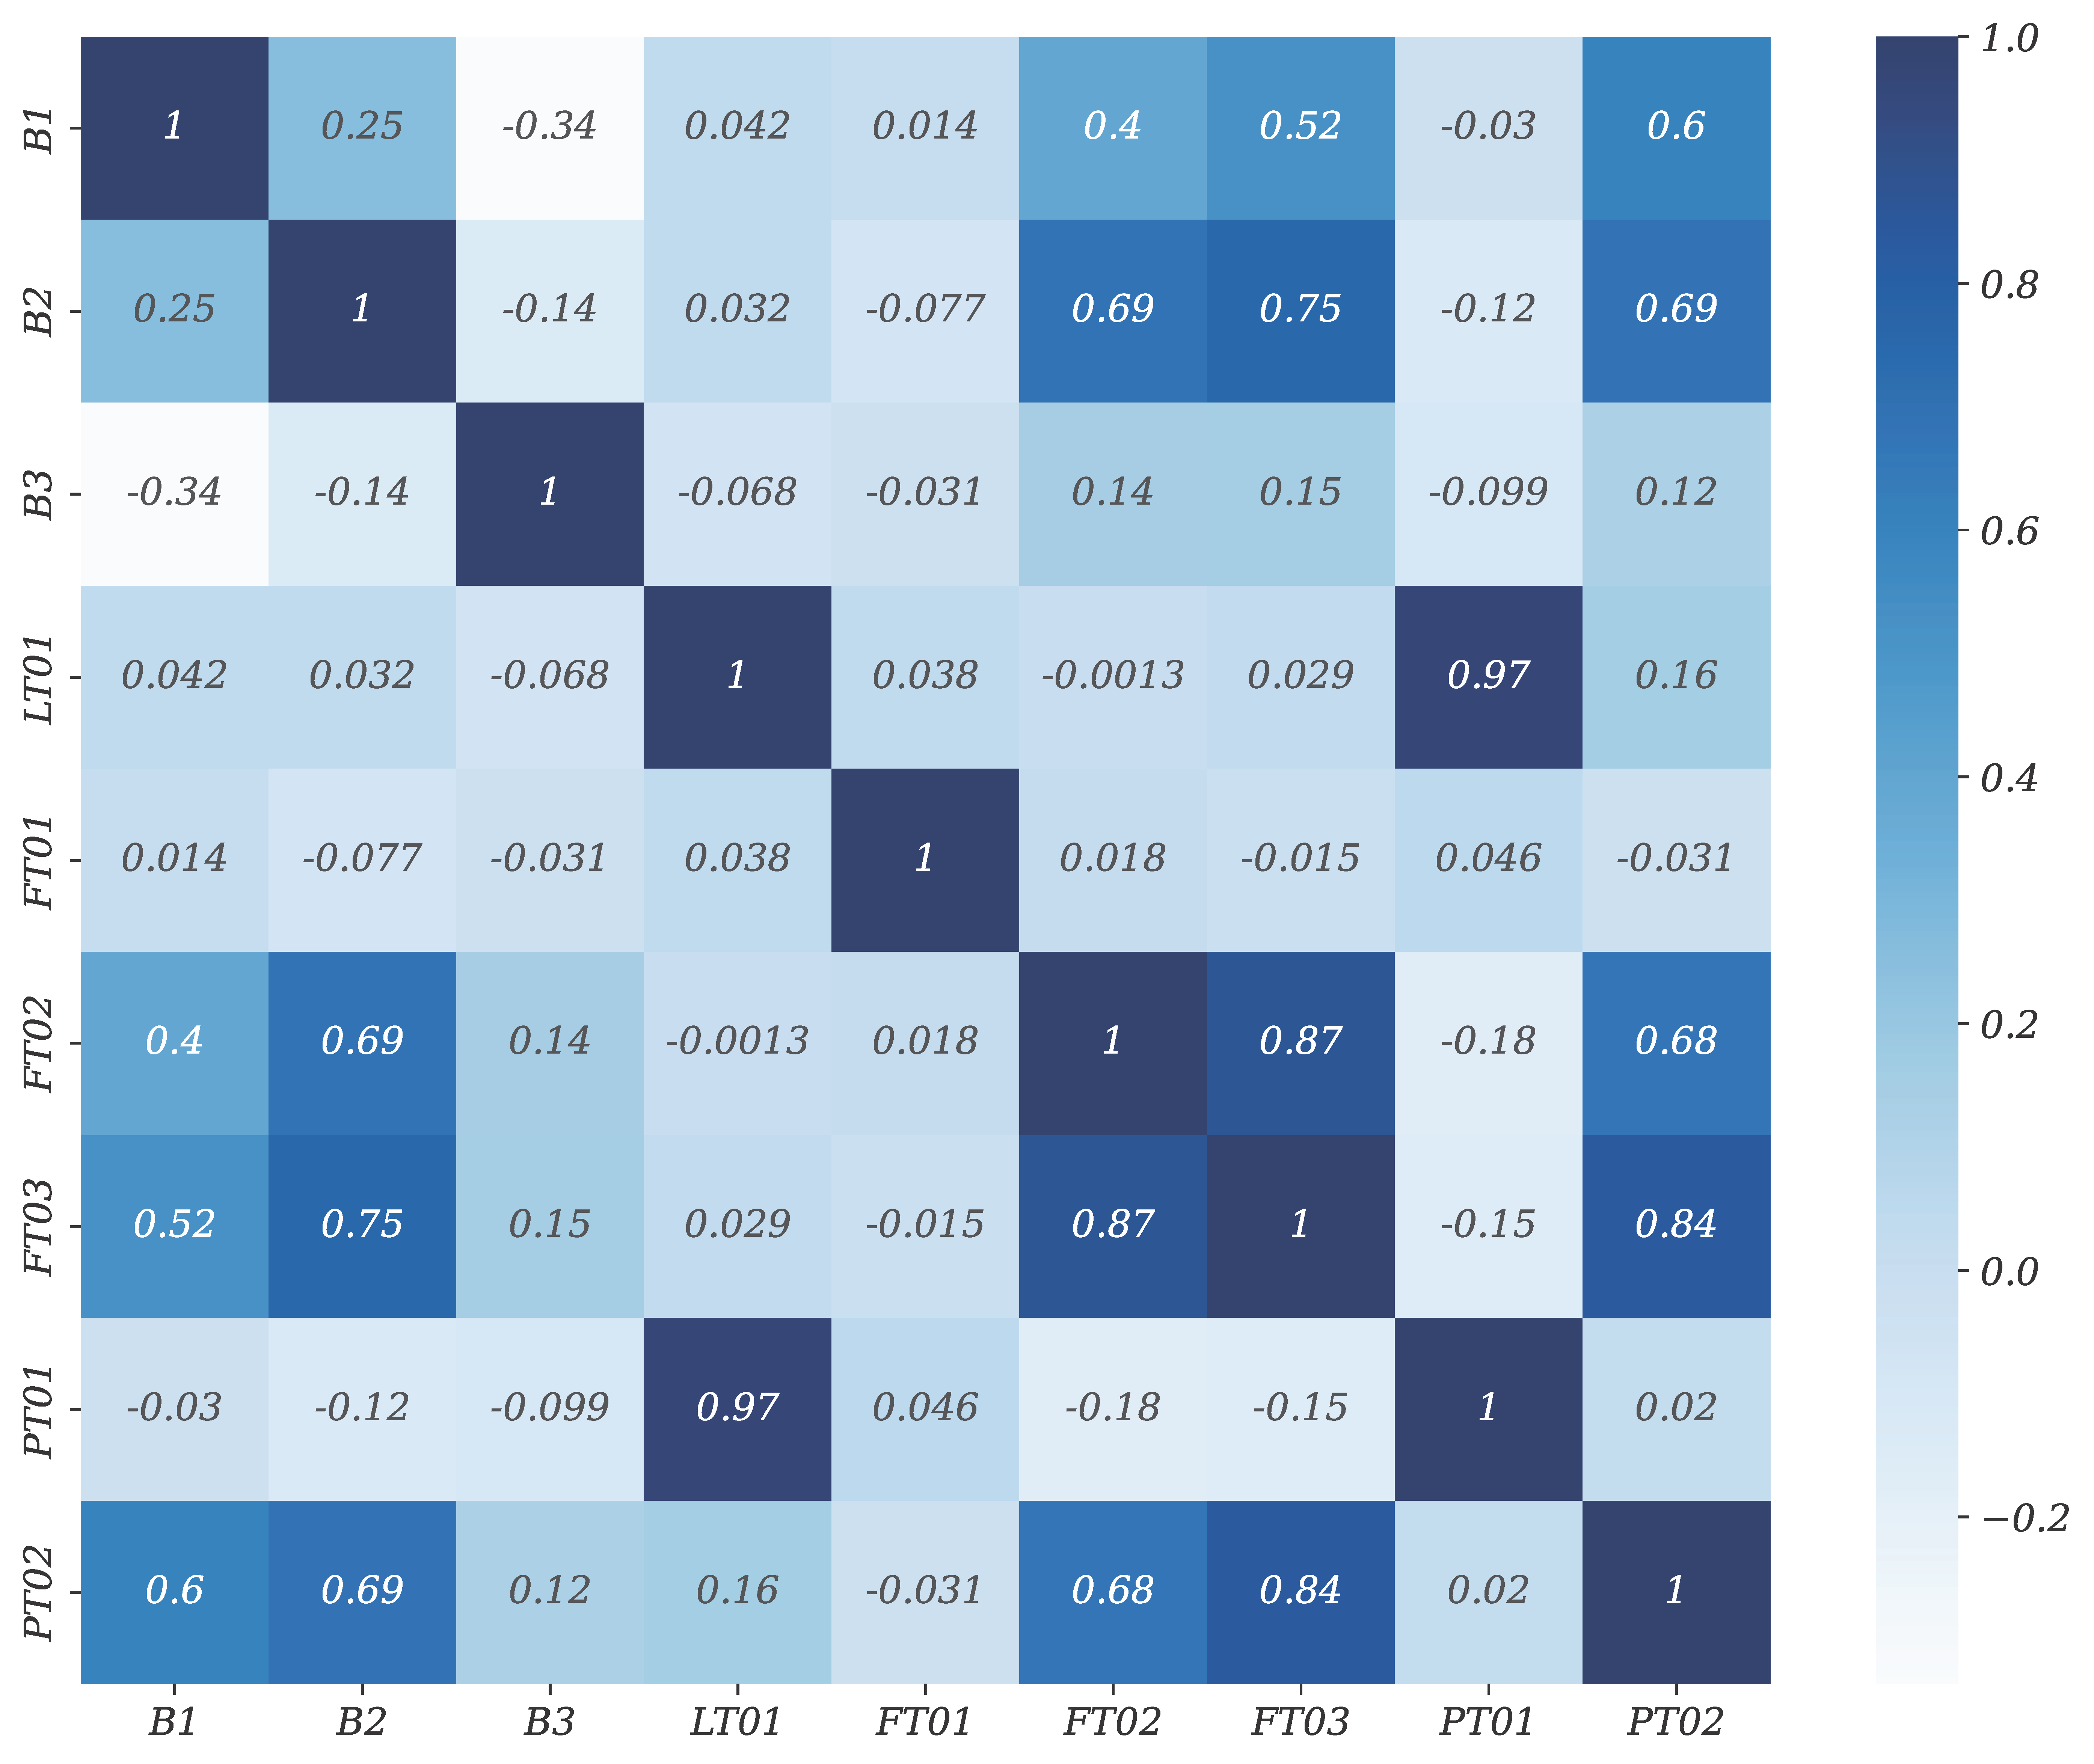 B1 1 0.25 -0.34 0.042 0.014 0.4 0.52 -0.03 0.6
B2 0.25 1 -0.14 0.032 -0.077 0.69 0.75 -0.12 0.69
B3 -0.34 -0.14 1 -0.068 -0.031 0.14 0.15 -0.099 0.12
LT01 0.042 0.032 -0.068 1 0.038 -0.0013 0.029 0.97 0.16
FT01 0.014 -0.077 -0.031 0.038 1 0.018 -0.015 0.046 -0.031
FT02 0.4 0.69 0.14 -0.0013 0.018 1 0.87 -0.18 0.68
FT03 0.52 0.75 0.15 0.029 -0.015 0.87 1 -0.15 0.84
PT01 -0.03 -0.12 -0.099 0.97 0.046 -0.18 -0.15 1 0.02
PT02 0.6 0.69 0.12 0.16 -0.031 0.68 0.84 0.02 1
B1 B2 B3 LT01 FT01 FT02 FT03 PT01 PT02
1.0
0.8
0.6
0.4
0.2
0.0
−0.2